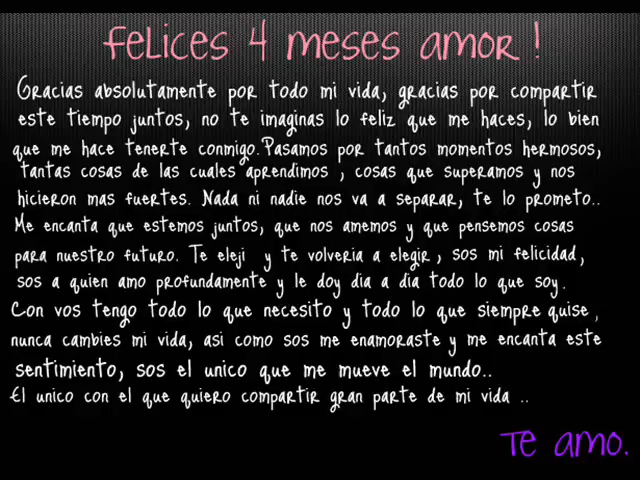 Felices 4 meses amor !
Gracias absolutamente por todo mi vida, gracias por compartir
este tiempo juntos, no te imaginas lo feliz que me haces, lo bien
que me hace tenerte conmigo.Pasamos por tantos momentos hermosos,
tantas cosas de las cuales aprendimos , cosas que superamos y nos
hicieron mas fuertes. Nada ni nadie nos va a separar, te lo prometo..
Me encanta que estemos juntos, que nos amemos y que pensemos cosas
para nuestro futuro. Te eleji y te volveria a elegir , sos mi felicidad,
sos a quien amo profundamente y le doy dia a dia todo lo que soy.
Con vos tengo todo lo que necesito y todo lo que siempre quise ,
nunca cambies mi vida, asi como sos me enamoraste y me encanta este
sentimiento, sos el unico que me mueve el mundo..
El unico con el que quiero compartir gran parte de mi vida ..
Te amo.